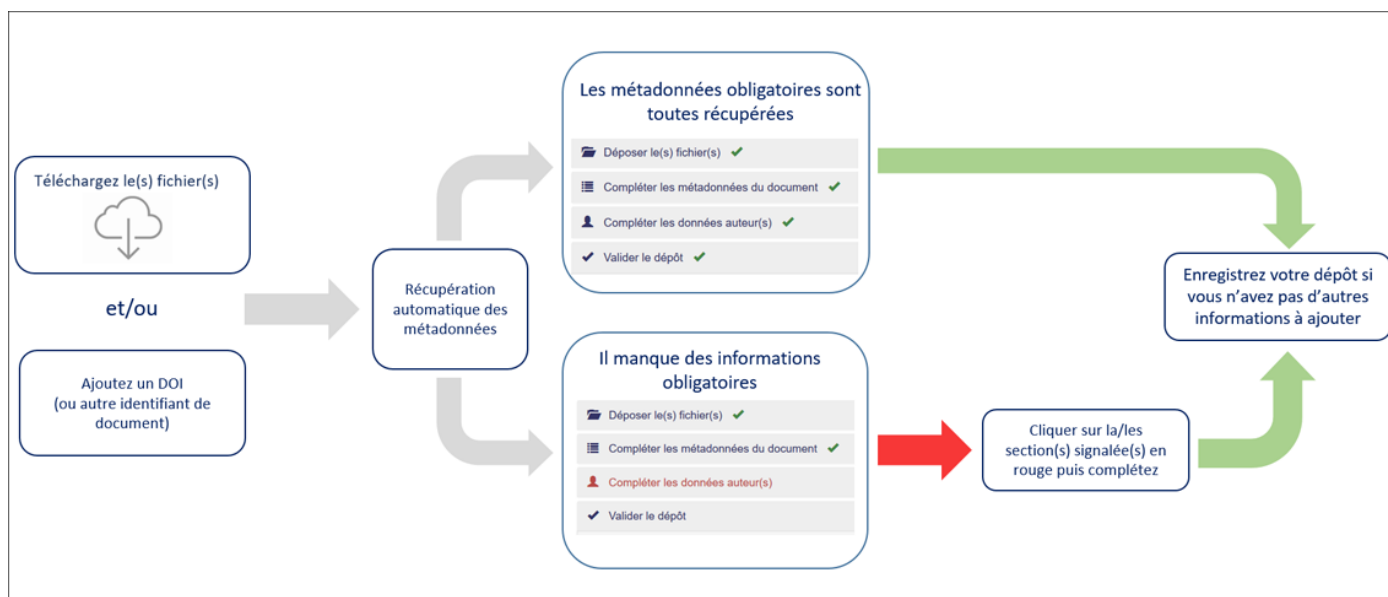 Téléchargez le(s) fichier(s)
et/ou
Ajoutez un DOI
(ou autre identifiant de
document)
Récupération
automatique des
métadonnées
Les métadonnées obligatoires sont
toutes récupérées
Déposer le(s) fichier(s)
Compléter les métadonnées du document
Compléter les données auteur(s)
Valider le dépôt
Il manque des informations
obligatoires
Déposer le(s) fichier(s)
Compléter les métadonnées du document
Compléter les données auteur(s)
Valider le dépôt
Cliquer sur la/les
section(s) signalée(s) en
rouge puis complétez
Enregistrez votre dépôt si
vous n’avez pas d’autres
informations à ajouter